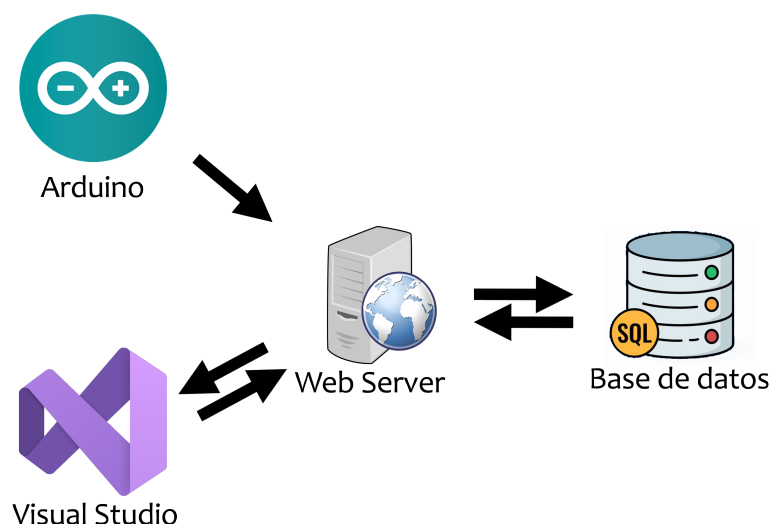 Arduino
Web Server
SQL
Base de datos
Visual Studio